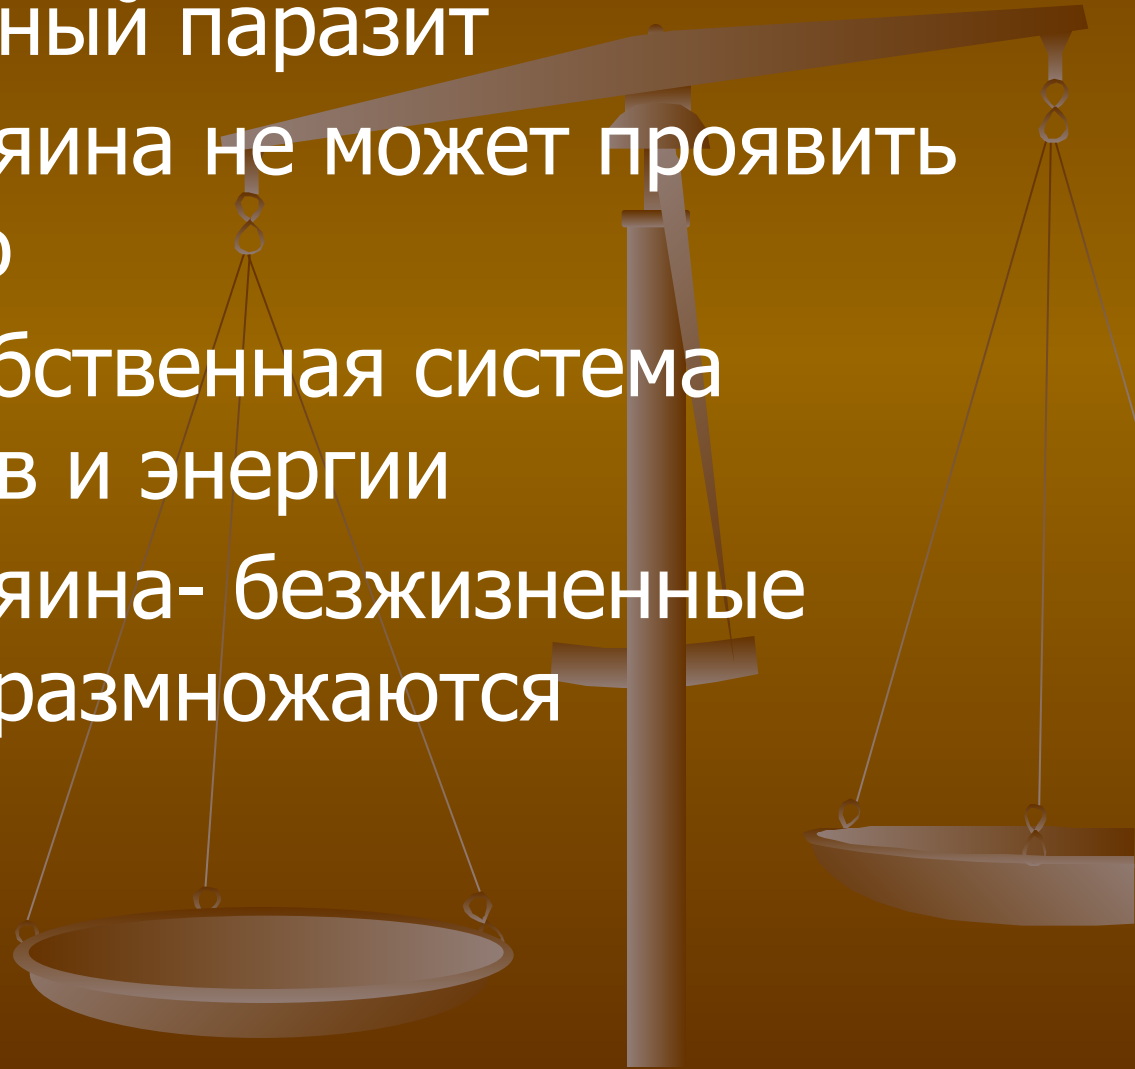 ный паразит
яина не может проявить
о
бственная система
в и энергии
яина- безжизненные
размножаются